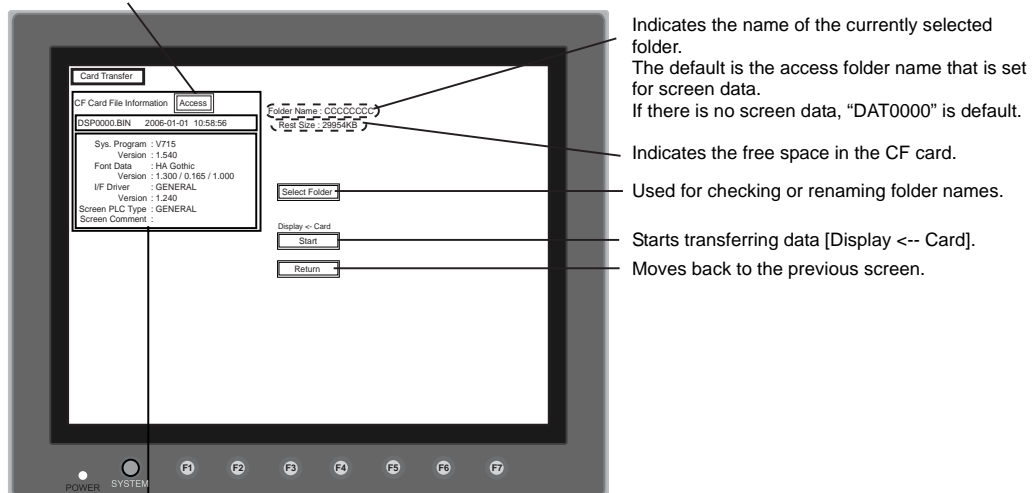 Card Transfer
CF Card File Information Access
DSP0000.BIN 2006-01-01 10:58:56
Sys. Program : V715
Version : 1.540
Font Data : HA Gothic
Version : 1.300 / 0.165 / 1.000
I/F Driver : GENERAL
Version : 1.240
Screen PLC Type : GENERAL
Screen Comment :
Folder Name : CCCCCCCC
Rest Size : 29954KB
Select Folder
Display <- Card
Start
Return
Indicates the name of the currently selected
folder.
The default is the access folder name that is set
for screen data.
If there is no screen data, “DAT0000” is default.
Indicates the free space in the CF card.
Used for checking or renaming folder names.
Starts transferring data [Display <-- Card].
Moves back to the previous screen.
POWER SYSTEM F1 F2 F3 F4 F5 F6 F7